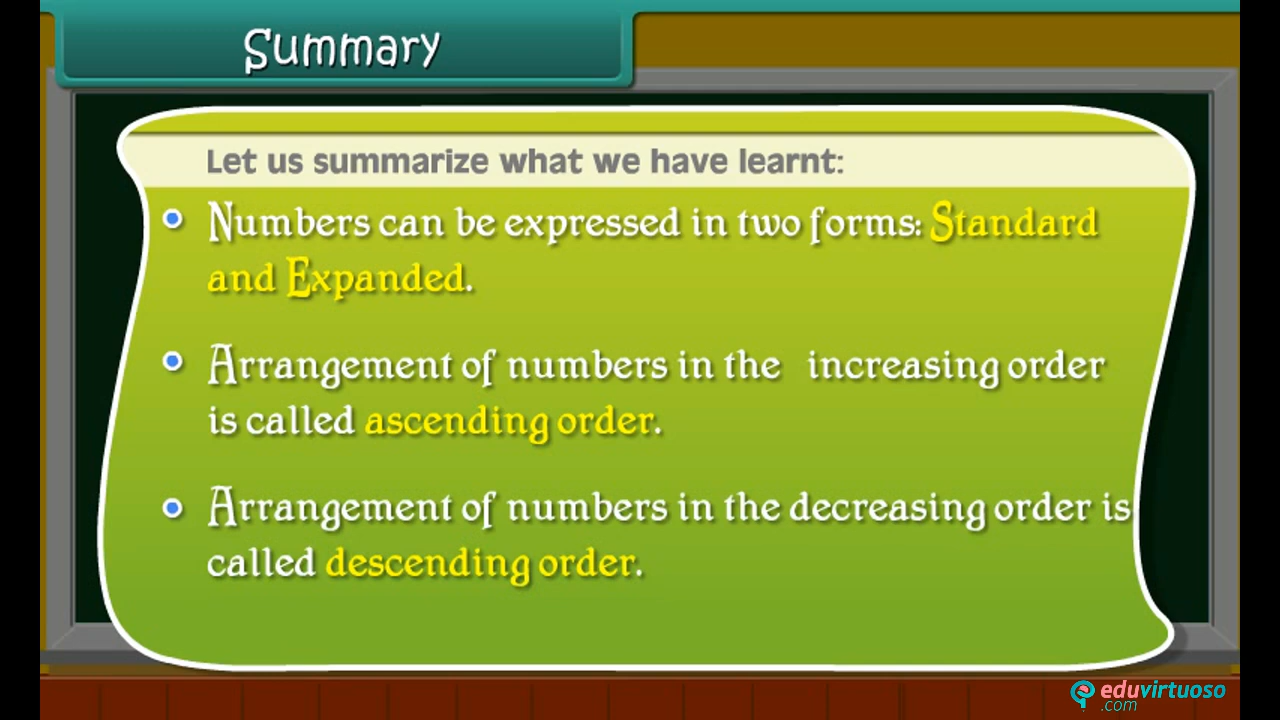 Summary
Let us summarize what we have learnt:
Numbers can be expressed in two forms: Standard
and Expanded.
Arrangement of numbers in the increasing order
is called ascending order.
Arrangement of numbers in the decreasing order is
called descending order.
eduvirtuoso
.com